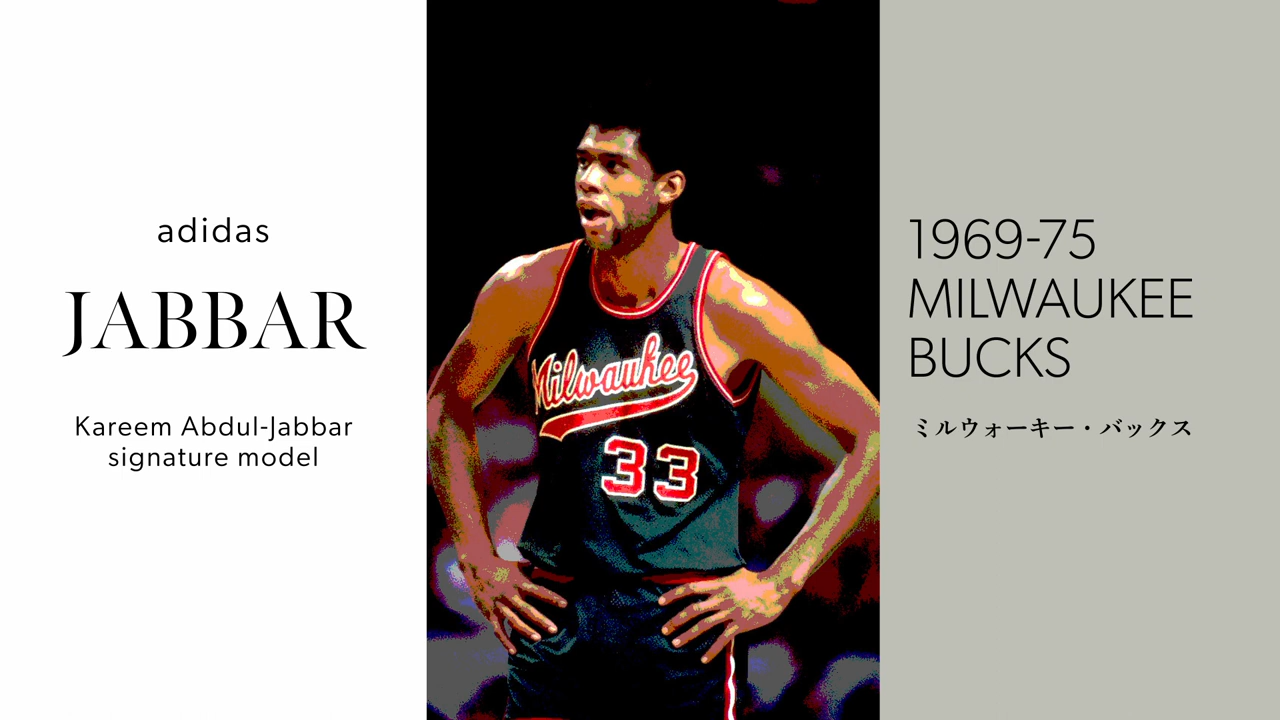 adidas
JABBAR
Kareem Abdul-Jabbar
signature model
Milwaukee
33
1969-75
MILWAUKEE
BUCKS
ミルウォーキー・バックス